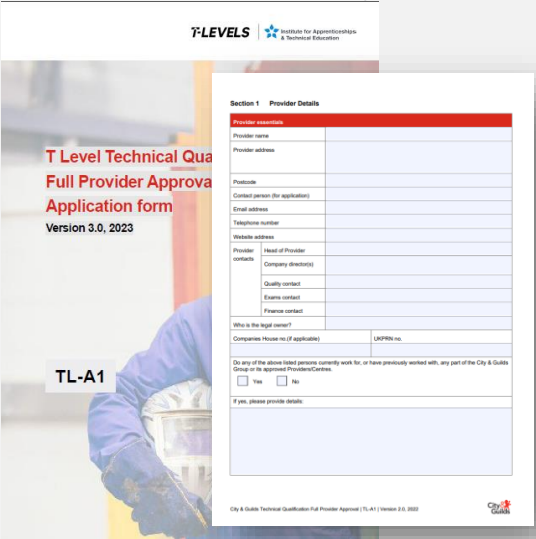 T-LEVELS
Institute for Apprenticeships
& Technical Education
T Level Technical Qua
Full Provider Approva
Application form
Version 3.0, 2023
TL-A1
Section 1 Provider Details
Provider essentials
Provider name
Provider address
Postcode
Contact person (for application)
Email address
Telephone number
Website address
Provider contacts
Head of Provider
Company director(s)
Quality contact
Exams contact
Finance contact
Who is the legal owner?
Companies House no.(if applicable) UKPRN no.
Do any of the above listed persons currently work for, or have previously worked with, any part of the City & Guilds
Group or its approved Providers/Centres.
Yes No
If yes, please provide details:
City & Guilds Technical Qualification Full Provider Approval | TL-A1 | Version 2.0, 2022
City&
Guilds